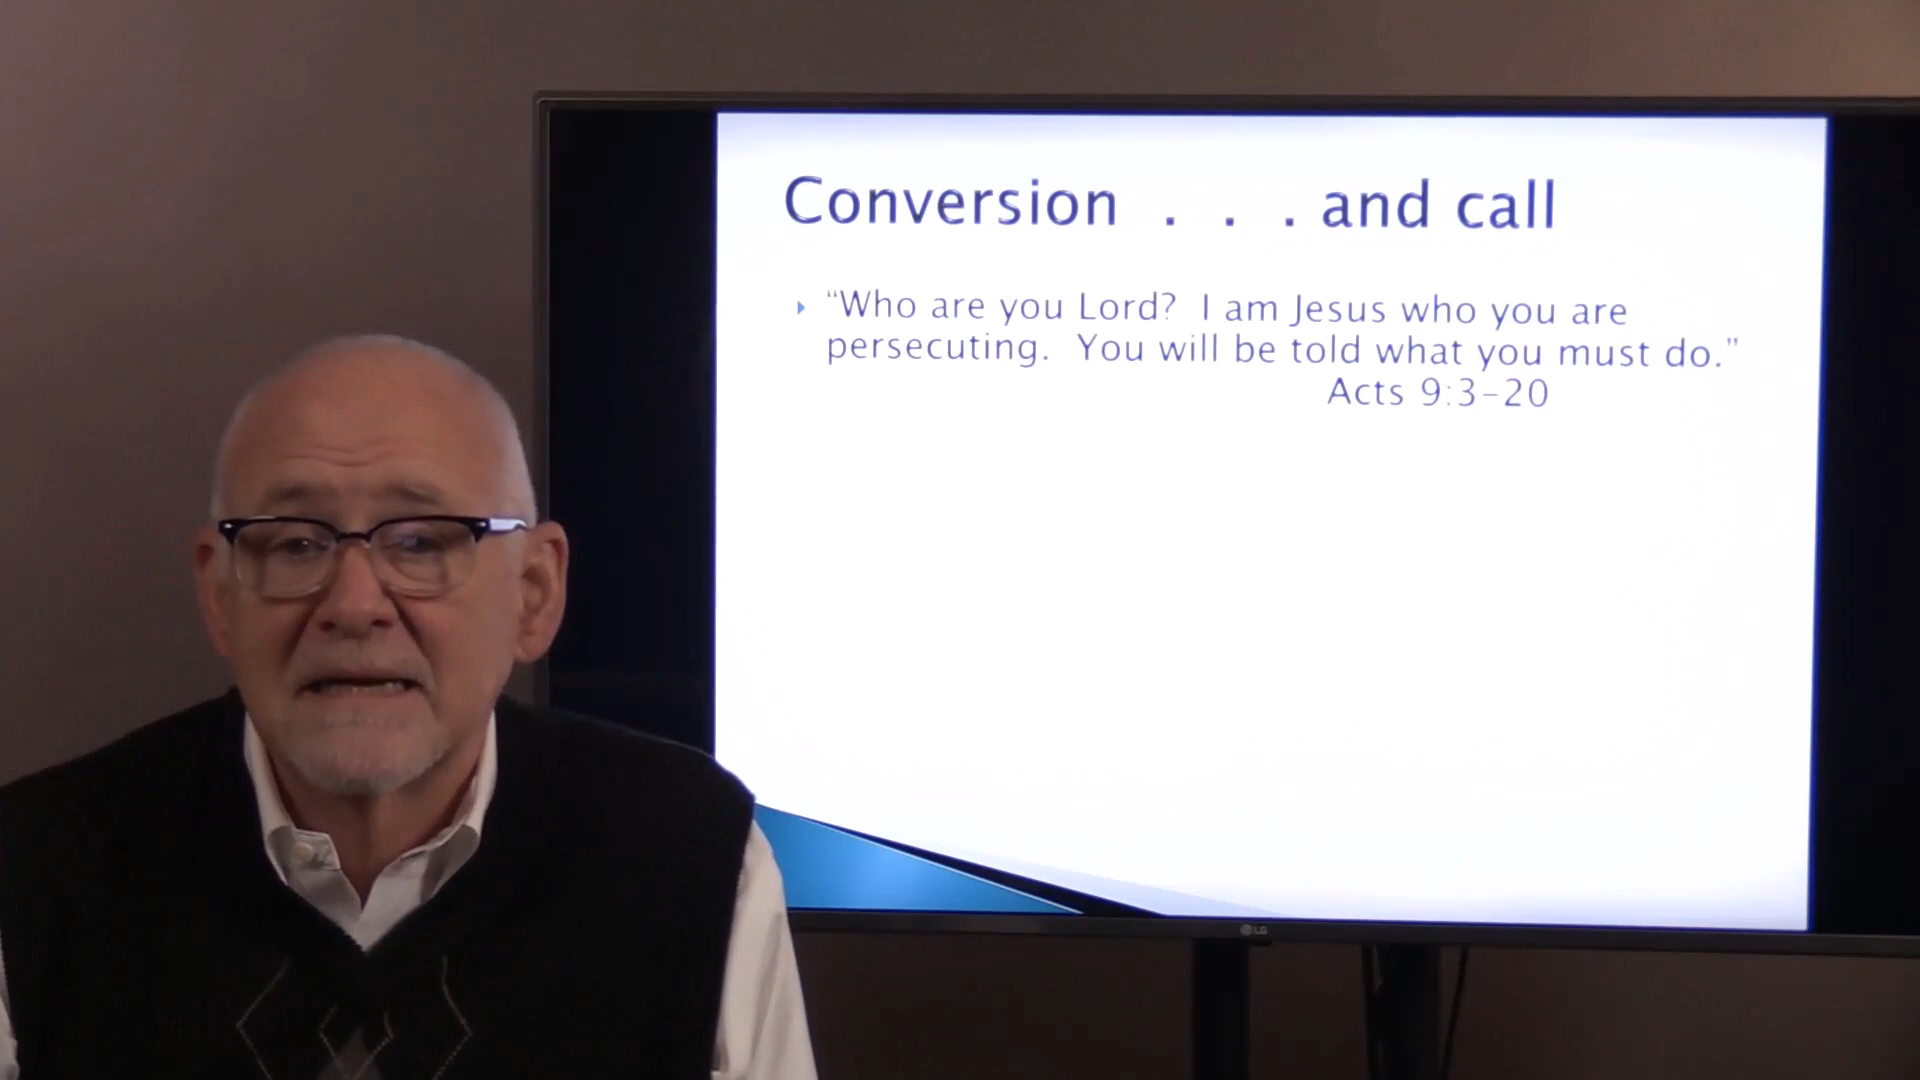 Conversion . . . and call
“Who are you Lord? I am Jesus who you are
persecuting. You will be told what you must do.”
Acts 9:3-20
LG